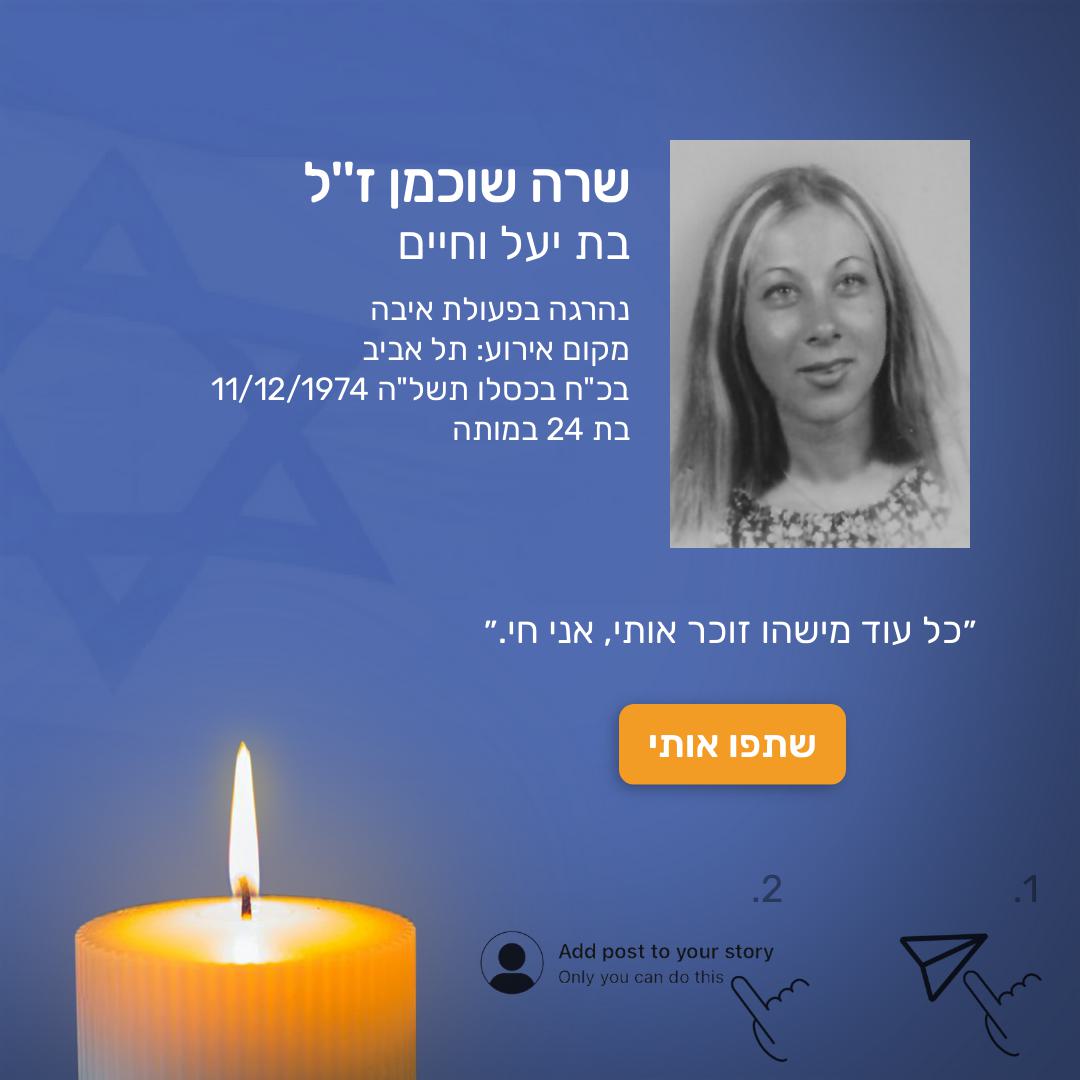 שרה שוכמן ז"ל
בת יעל וחיים
נהרגה בפעולת איבה
מקום אירוע: תל אביב
בכ"ח בכסלו תשל"ה 11/12/1974
בת 24 במותה
״כל עוד מישהו זוכר אותי, אני חי.״
שתפו אותי
.1
.2
Add post to your story
Only you can do this